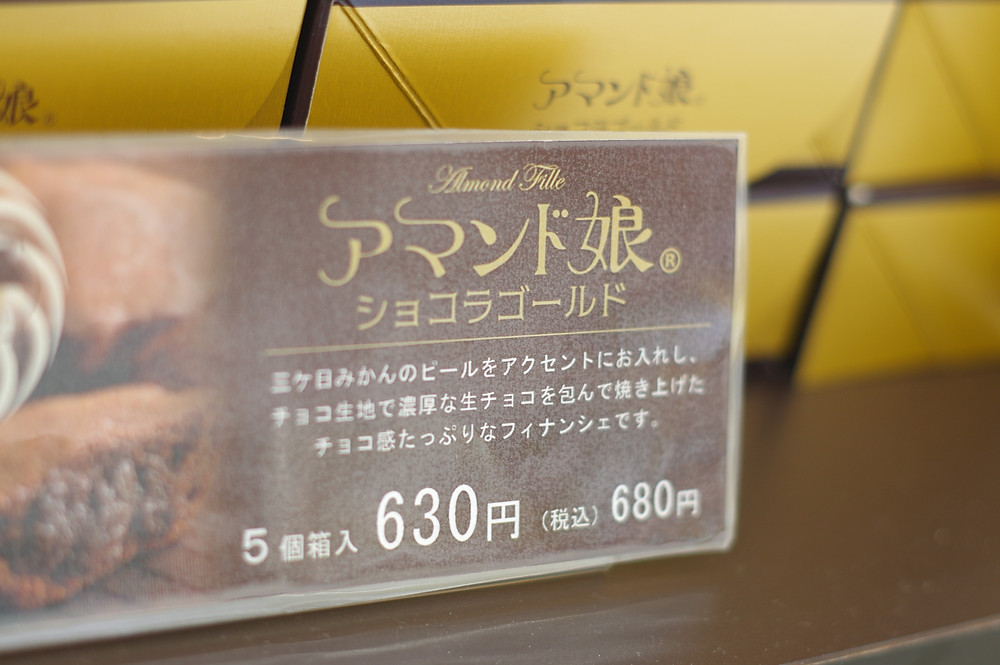 娘®
アマンド娘
Almond Fille
アマンド娘®
ショコラゴールド
三ケ日みかんのピールをアクセントにお入れし、
チョコ生地で濃厚な生チョコを包んで焼き上げた
チョコ感たっぷりなフィナンシェです。
5個箱入 630円 (税込) 680円